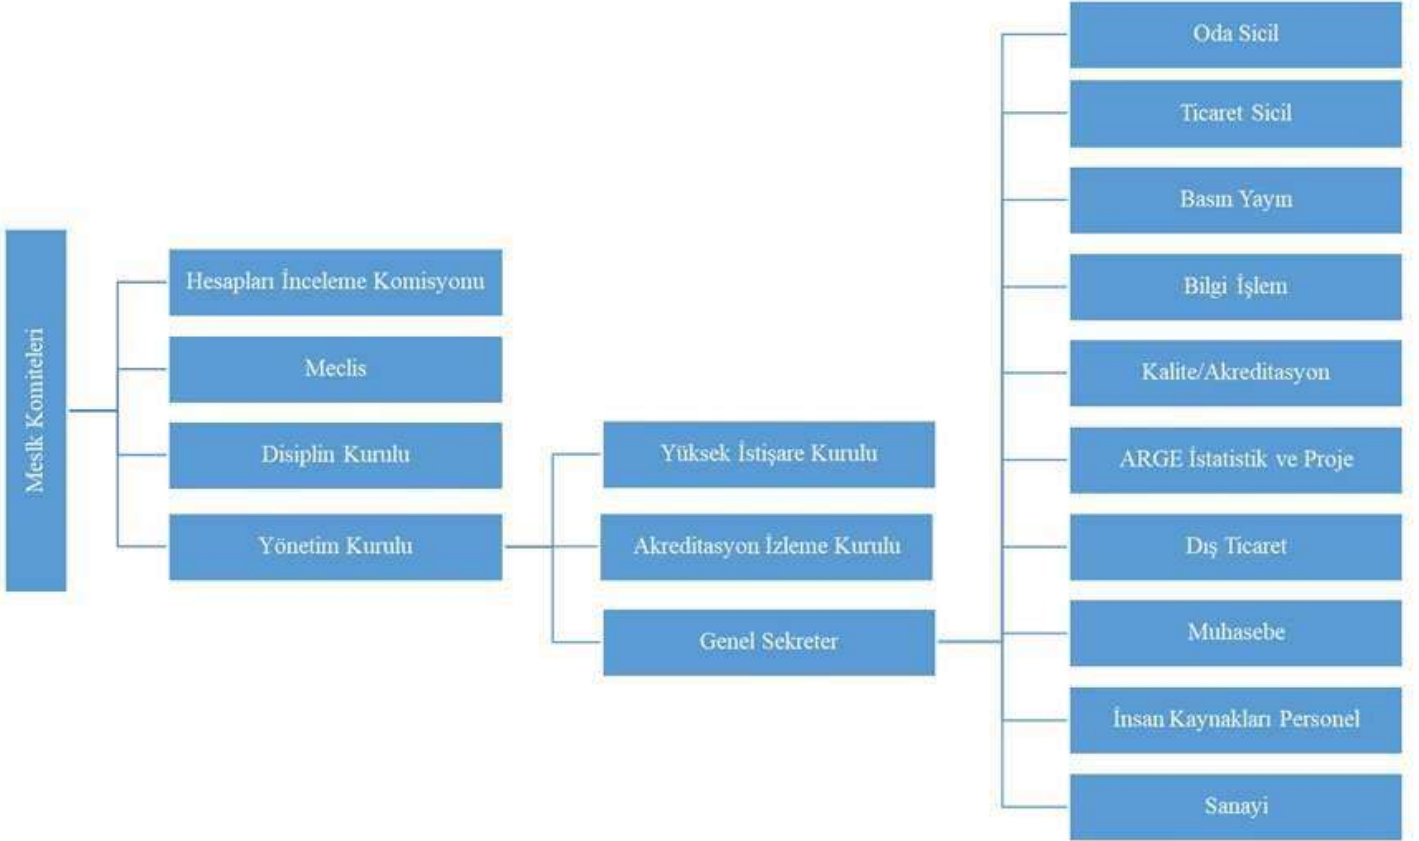 Meslk Komiteleri
Hesapları İnceleme Komisyonu
Meclis
Disiplin Kurulu
Yönetim Kurulu
Yüksek İstişare Kurulu
Akreditasyon İzleme Kurulu
Genel Sekreter
Oda Sicil
Ticaret Sicil
Basın Yayın
Bilgi İşlem
Kalite/Akreditasyon
ARGE İstatistik ve Proje
Dış Ticaret
Muhasebe
İnsan Kaynakları Personel
Sanayi